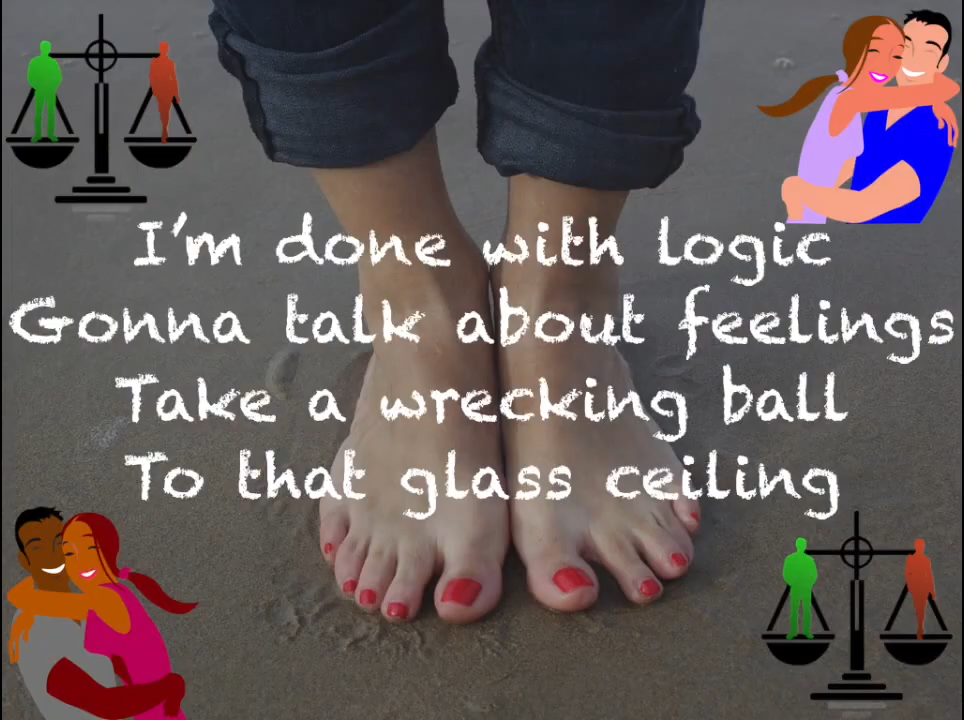 I'm done with logic
Gonna talk about feelings
Take a wrecking ball
To that glass ceiling